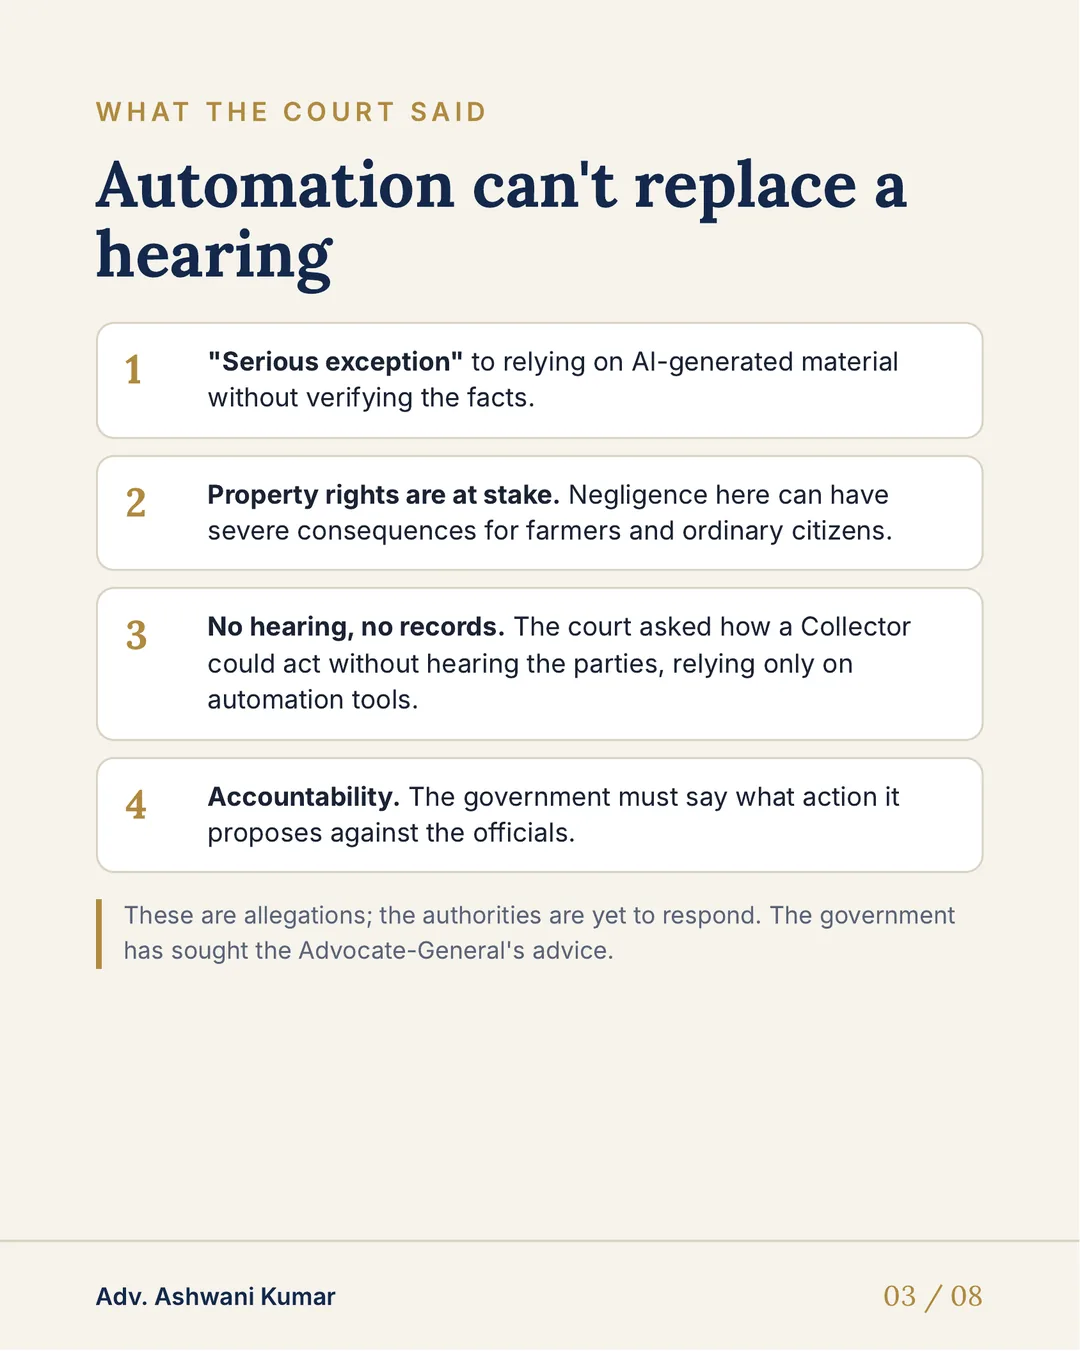 WHAT THE COURT SAID
Automation can't replace a
hearing
1
"Serious exception" to relying on AI-generated material
without verifying the facts.
2
Property rights are at stake. Negligence here can have
severe consequences for farmers and ordinary citizens.
3
No hearing, no records. The court asked how a Collector
could act without hearing the parties, relying only on
automation tools.
4
Accountability. The government must say what action it
proposes against the officials.
These are allegations; the authorities are yet to respond. The government
has sought the Advocate-General's advice.
Adv. Ashwani Kumar
03 / 08